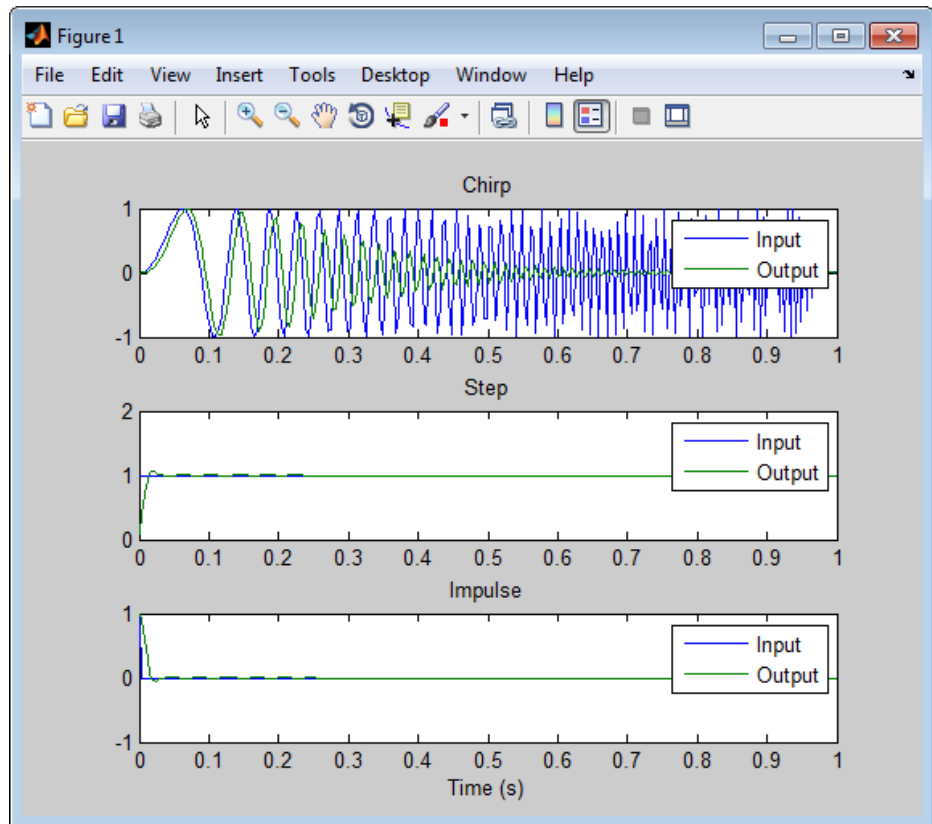 Figure 1
File Edit View Insert Tools Desktop Window Help
Chirp
1
0
-1
Input
Output
0 0.1 0.2 0.3 0.4 0.5 0.6 0.7 0.8 0.9 1
Step
2
1
0
Input
Output
0 0.1 0.2 0.3 0.4 0.5 0.6 0.7 0.8 0.9 1
Impulse
1
0
-1
Input
Output
0 0.1 0.2 0.3 0.4 0.5 0.6 0.7 0.8 0.9 1
Time (s)